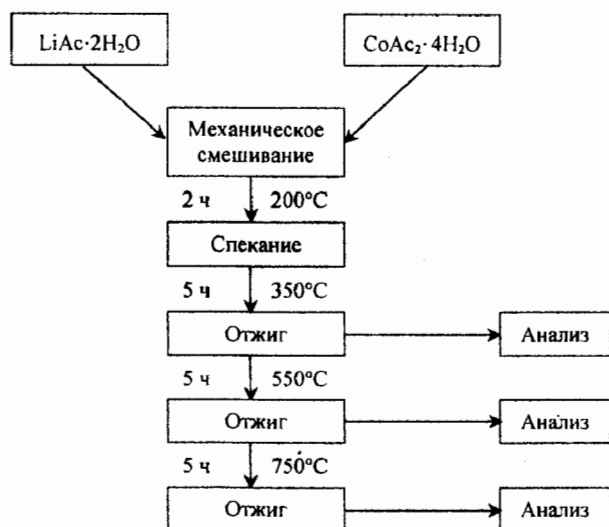 LiAc·2H₂O
CoAc₂·4H₂O
Механическое
смешивание
2 ч 200°C
Спекание
5 ч 350°C
Отжиг
Анализ
5 ч 550°C
Отжиг
Анализ
5 ч 750°C
Отжиг
Анализ